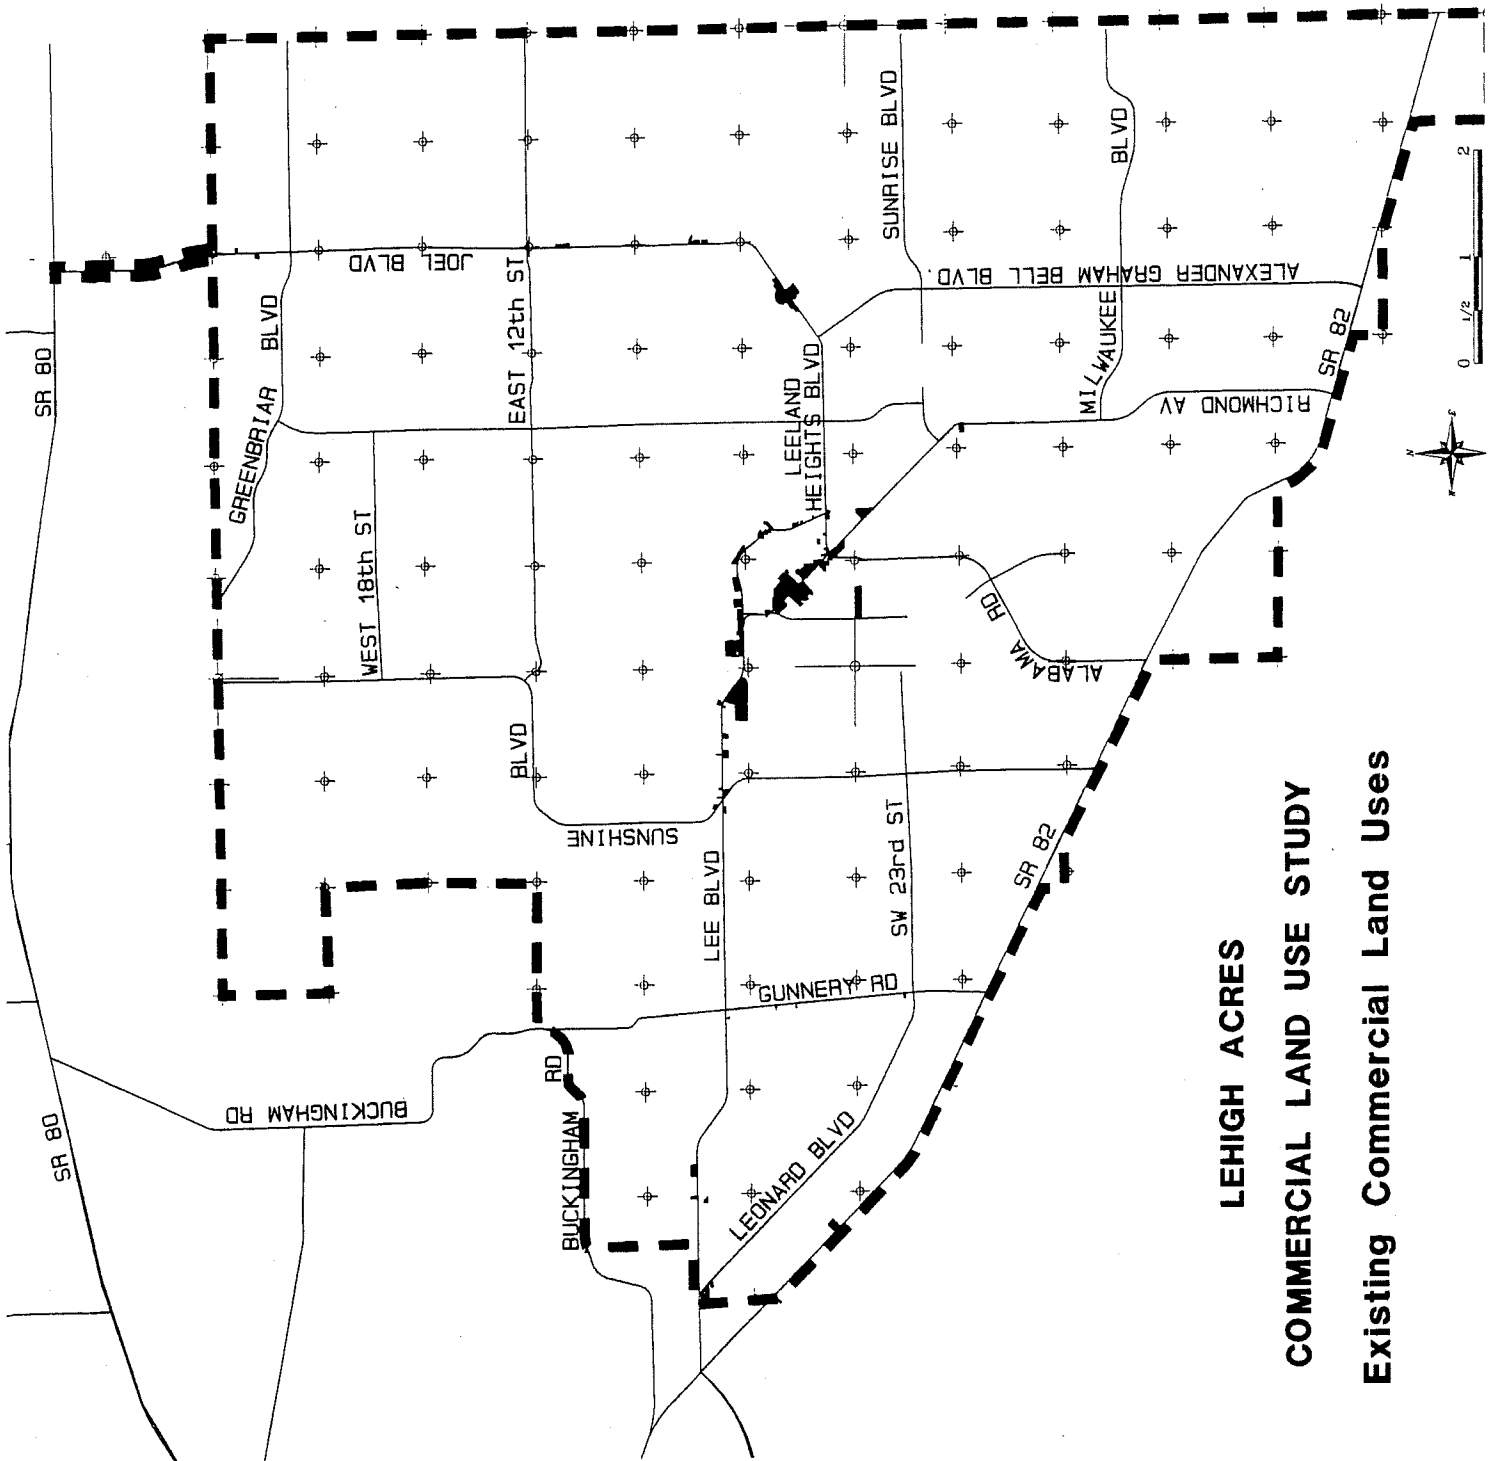 LEHIGH ACRES
COMMERCIAL LAND USE STUDY
Existing Commercial Land Uses
SR 80
SR 80
BUCKINGHAM RD
BUCKINGHAM
RD
GREENBRIAR
BLVD
JOEL BLVD
WEST 18th ST
EAST 12th ST
SUNSHINE
BLVD
LEE BLVD
LEELAND
HEIGHTS BLVD
GUNNERY RD
LEONARD BLVD
SW 23rd ST
SUNRISE BLVD
ALEXANDER GRAHAM BELL BLVD.
MILWAUKEE
BLVD
RICHMOND AV
ALABAMA
RD
SR 82
SR 82
0 1/2 1 2
N